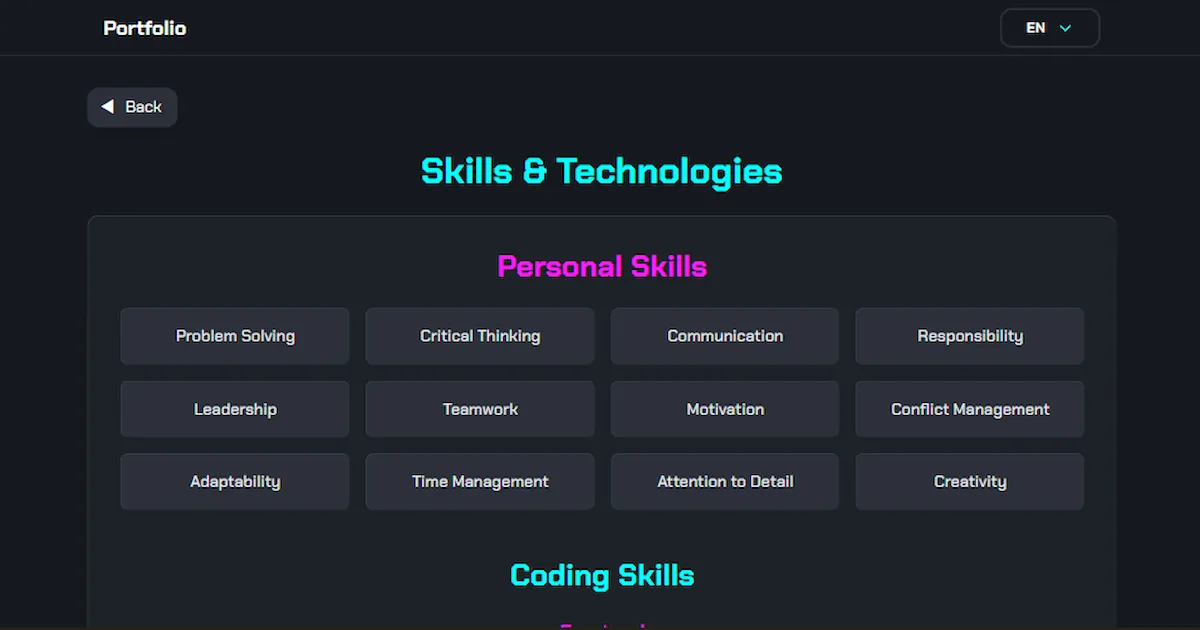 Portfolio
EN
Back
Skills & Technologies
Personal Skills
Problem Solving
Critical Thinking
Communication
Responsibility
Leadership
Teamwork
Motivation
Conflict Management
Adaptability
Time Management
Attention to Detail
Creativity
Coding Skills